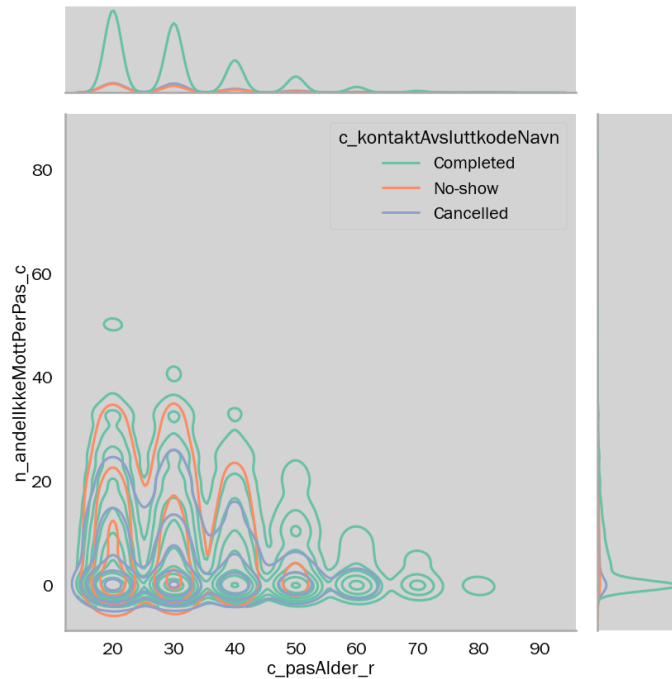 c_kontaktAvsluttkodeNavn
Completed
No-show
Cancelled
80
60
40
20
0
n_andelIkkeMottPerPas_c
20 30 40 50 60 70 80 90
c_pasAlder_r